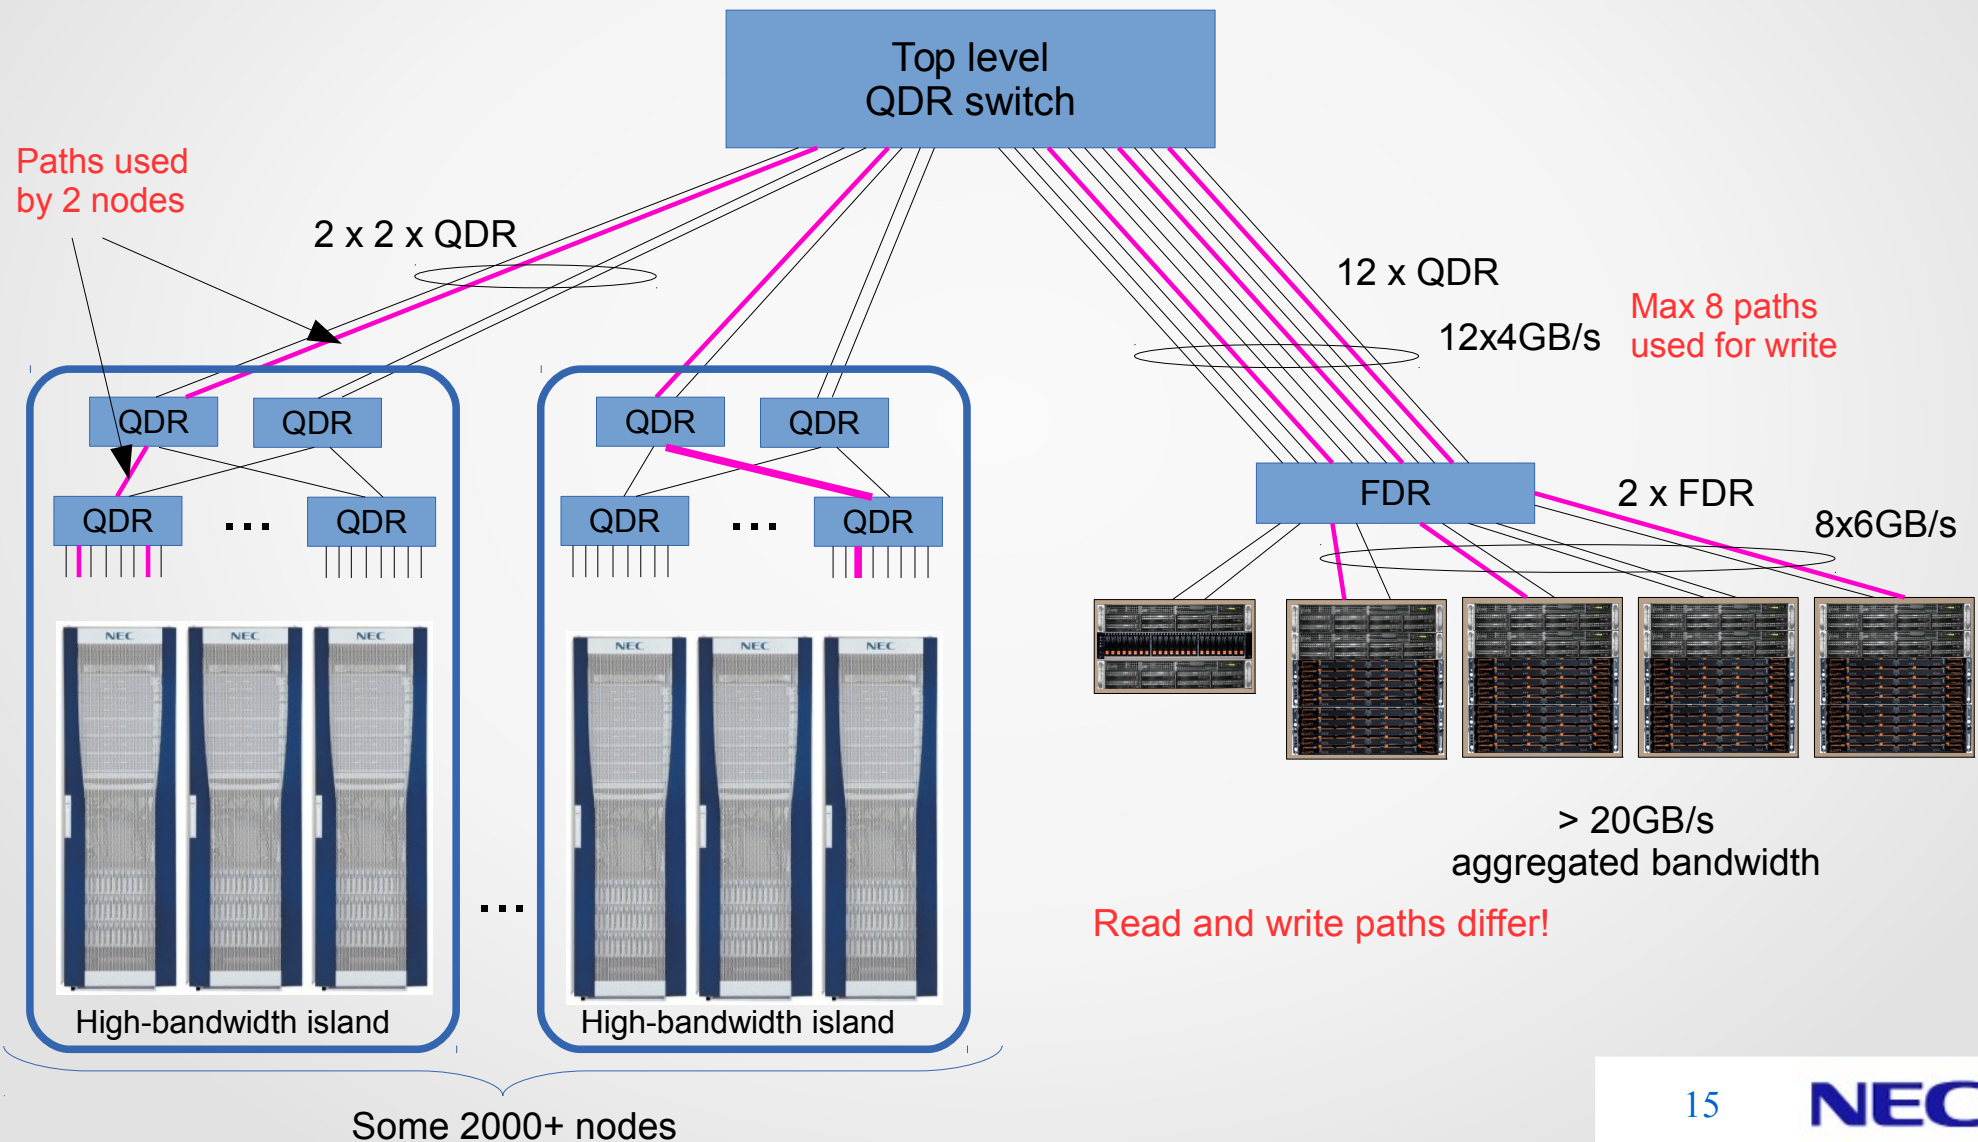 Top level
QDR switch
Paths used
by 2 nodes
2 x 2 x QDR
12 x QDR
12x4GB/s
Max 8 paths
used for write
QDR
QDR
QDR
QDR
QDR
...
QDR
QDR
...
QDR
FDR
2 x FDR
8x6GB/s
NEC
NEC
NEC
NEC
NEC
NEC
...
> 20GB/s
aggregated bandwidth
Read and write paths differ!
High-bandwidth island
High-bandwidth island
Some 2000+ nodes
15
NEC